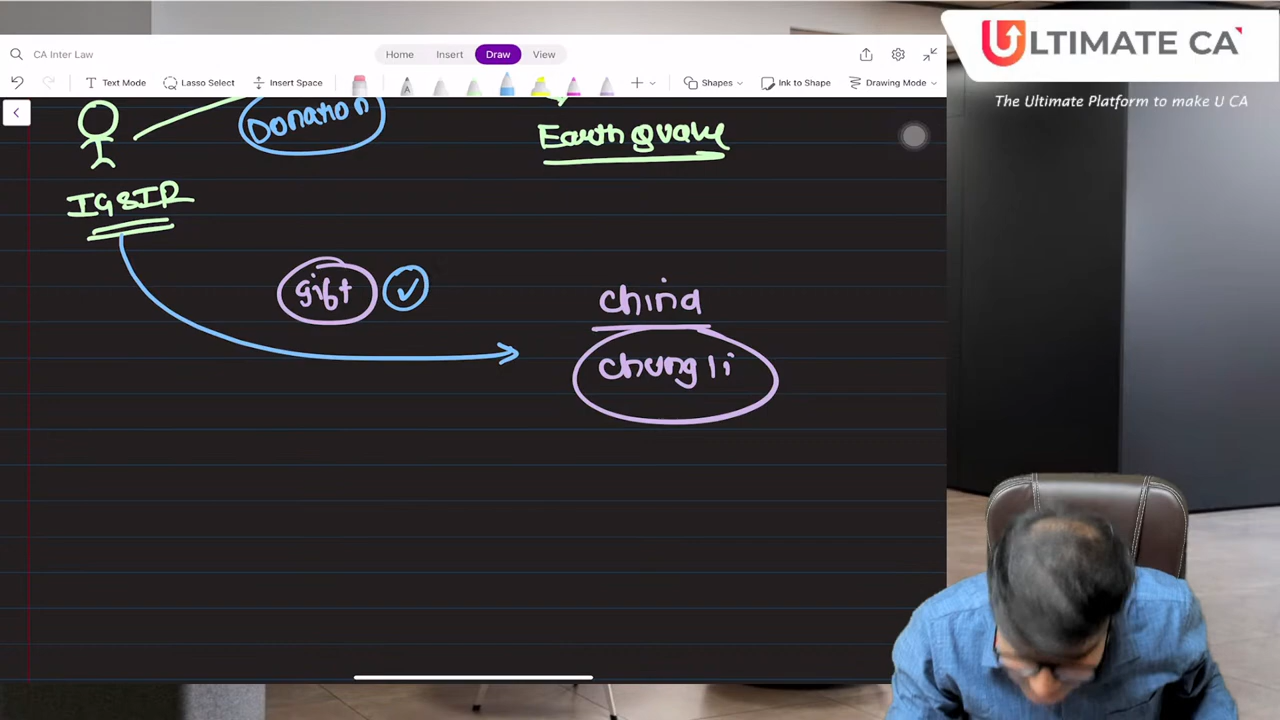 ULTIMATE CA
The Ultimate Platform to make U CA
CA Inter Law
Home Insert Draw View
Text Mode Lasso Select Insert Space Shapes Ink to Shape Drawing Mode
Donation
Earthquake
IGSIR
gift
china
chung li